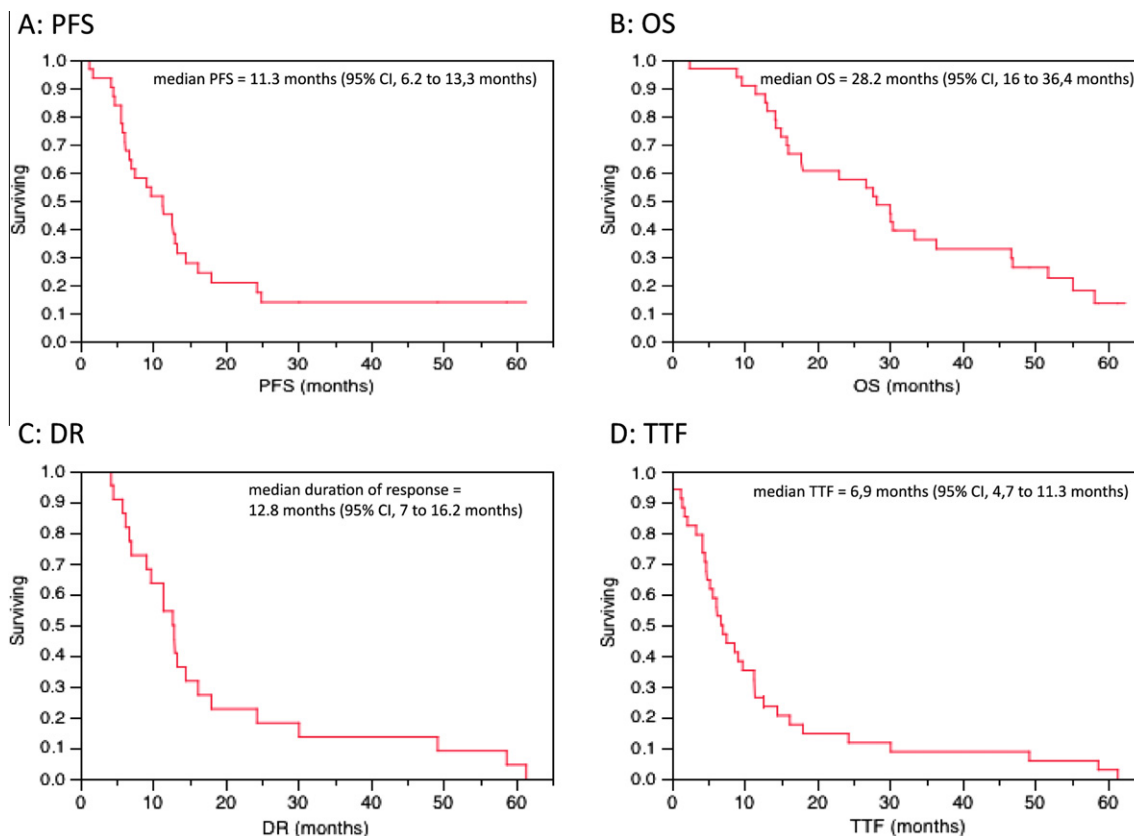 A: PFS
median PFS = 11.3 months (95% CI, 6.2 to 13,3 months)
1.0
0.9
0.8
0.7
0.6
0.5
0.4
0.3
0.2
0.1
0.0
Surviving
0 10 20 30 40 50 60
PFS (months)
B: OS
median OS = 28.2 months (95% CI, 16 to 36,4 months)
1.0
0.9
0.8
0.7
0.6
0.5
0.4
0.3
0.2
0.1
0.0
Surviving
0 10 20 30 40 50 60
OS (months)
C: DR
median duration of response =
12.8 months (95% CI, 7 to 16.2 months)
1.0
0.9
0.8
0.7
0.6
0.5
0.4
0.3
0.2
0.1
0.0
Surviving
0 10 20 30 40 50 60
DR (months)
D: TTF
median TTF = 6,9 months (95% CI, 4,7 to 11.3 months)
1.0
0.9
0.8
0.7
0.6
0.5
0.4
0.3
0.2
0.1
0.0
Surviving
0 10 20 30 40 50 60
TTF (months)